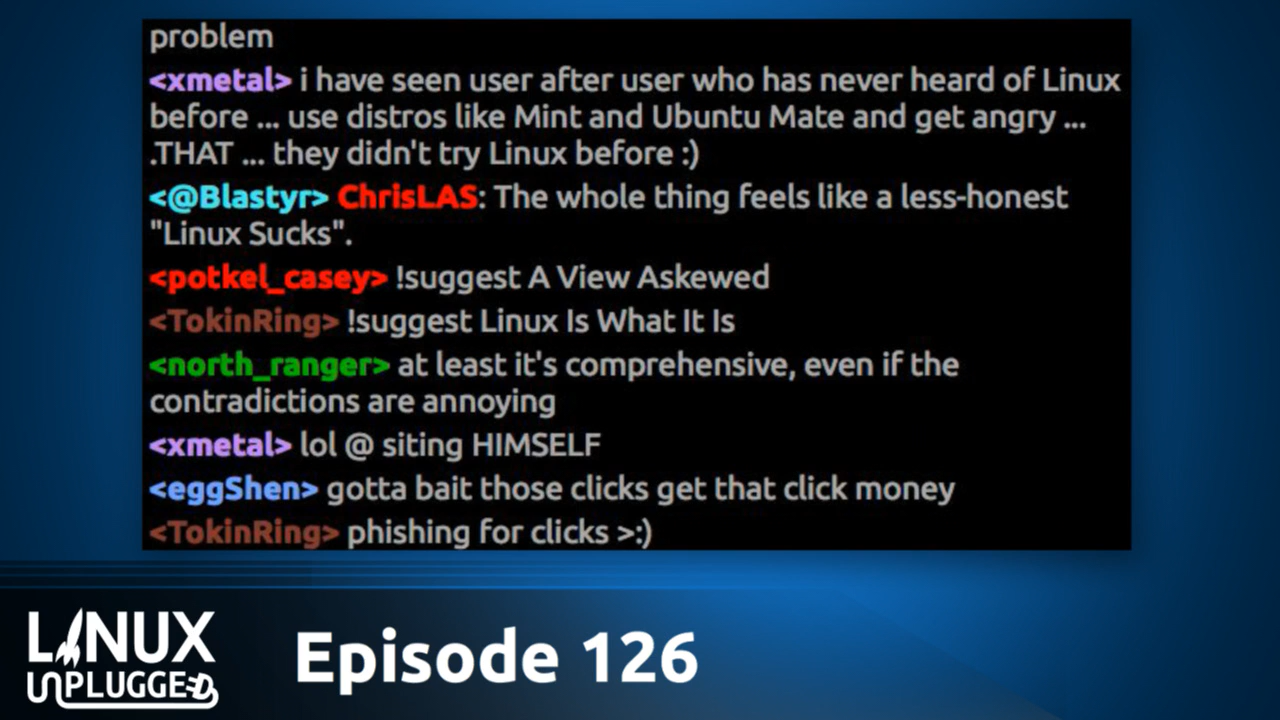 problem
<xmetal> i have seen user after user who has never heard of Linux
before ... use distros like Mint and Ubuntu Mate and get angry ...
.THAT ... they didn't try Linux before :)
<@Blastyr> ChrisLAS: The whole thing feels like a less-honest
"Linux Sucks".
<potkel_casey> !suggest A View Askewed
<TokinRing> !suggest Linux Is What It Is
<north_ranger> at least it's comprehensive, even if the
contradictions are annoying
<xmetal> lol @ siting HIMSELF
<eggShen> gotta bait those clicks get that click money
<TokinRing> phishing for clicks >:)
LINUX
UNPLUGGED
Episode 126